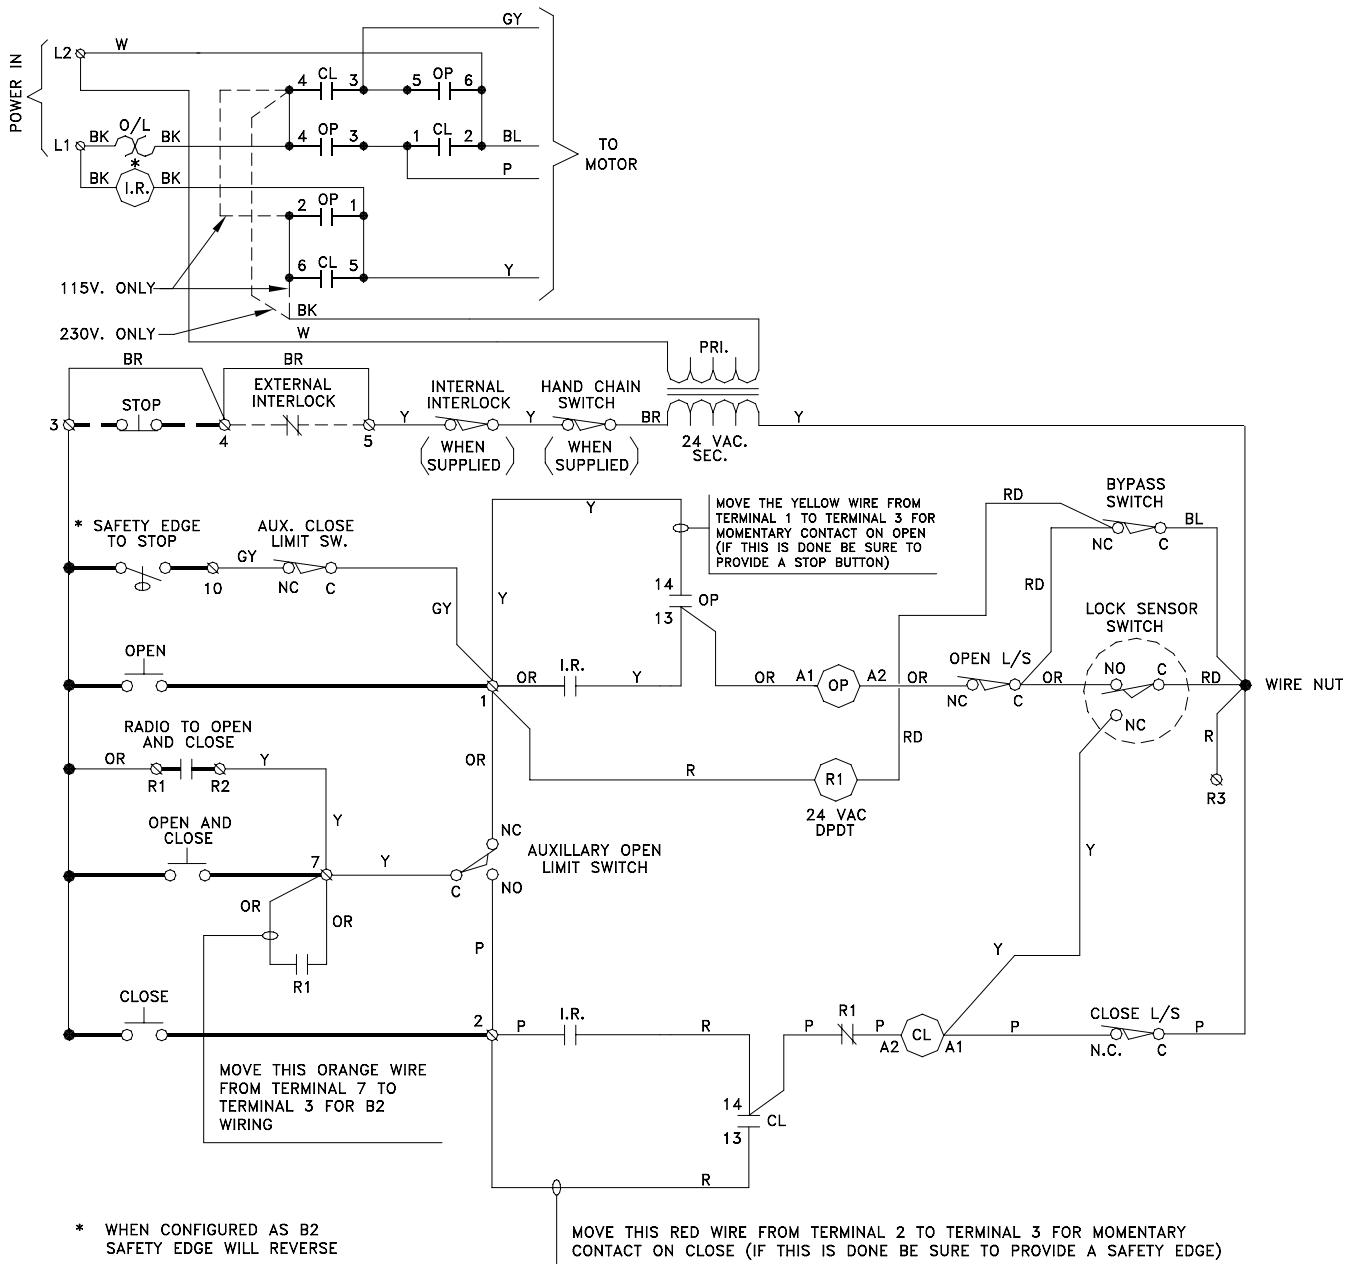 GY
POWER IN
L2
W
4 CL 3
5 OP 6
O/L
L1
BK
BK
4 OP 3
1 CL 2
BL
TO
MOTOR
*
P
BK
I.R.
BK
2 OP 1
6 CL 5
Y
115V. ONLY
BK
230V. ONLY
W
PRI.
BR
BR
EXTERNAL
INTERLOCK
INTERNAL
INTERLOCK
HAND CHAIN
SWITCH
STOP
3
4
5
Y
Y
BR
24 VAC.
SEC.
Y
(WHEN
SUPPLIED)
(WHEN
SUPPLIED)
* SAFETY EDGE
TO STOP
AUX. CLOSE
LIMIT SW.
GY
10
NC
C
GY
Y
Y
MOVE THE YELLOW WIRE FROM
TERMINAL 1 TO TERMINAL 3 FOR
MOMENTARY CONTACT ON OPEN
(IF THIS IS DONE BE SURE TO
PROVIDE A STOP BUTTON)
RD
BYPASS
SWITCH
NC
C
BL
14
OP
13
RD
LOCK SENSOR
SWITCH
OPEN
OR
I.R.
Y
OR
A1
OP
A2
OR
OPEN L/S
NC
C
OR
NO
C
RD
WIRE NUT
NC
1
RADIO TO OPEN
AND CLOSE
OR
R1
R2
Y
OR
R
R1
RD
R
R3
24 VAC
DPDT
OPEN AND
CLOSE
Y
7
Y
NC
C
NO
AUXILLARY OPEN
LIMIT SWITCH
Y
OR
OR
R1
P
Y
CLOSE
2
P
I.R.
R
P
R1
P
A2
CL
A1
P
CLOSE L/S
N.C.
C
P
MOVE THIS ORANGE WIRE
FROM TERMINAL 7 TO
TERMINAL 3 FOR B2
WIRING
14
CL
13
R
* WHEN CONFIGURED AS B2
SAFETY EDGE WILL REVERSE
MOVE THIS RED WIRE FROM TERMINAL 2 TO TERMINAL 3 FOR MOMENTARY
CONTACT ON CLOSE (IF THIS IS DONE BE SURE TO PROVIDE A SAFETY EDGE)